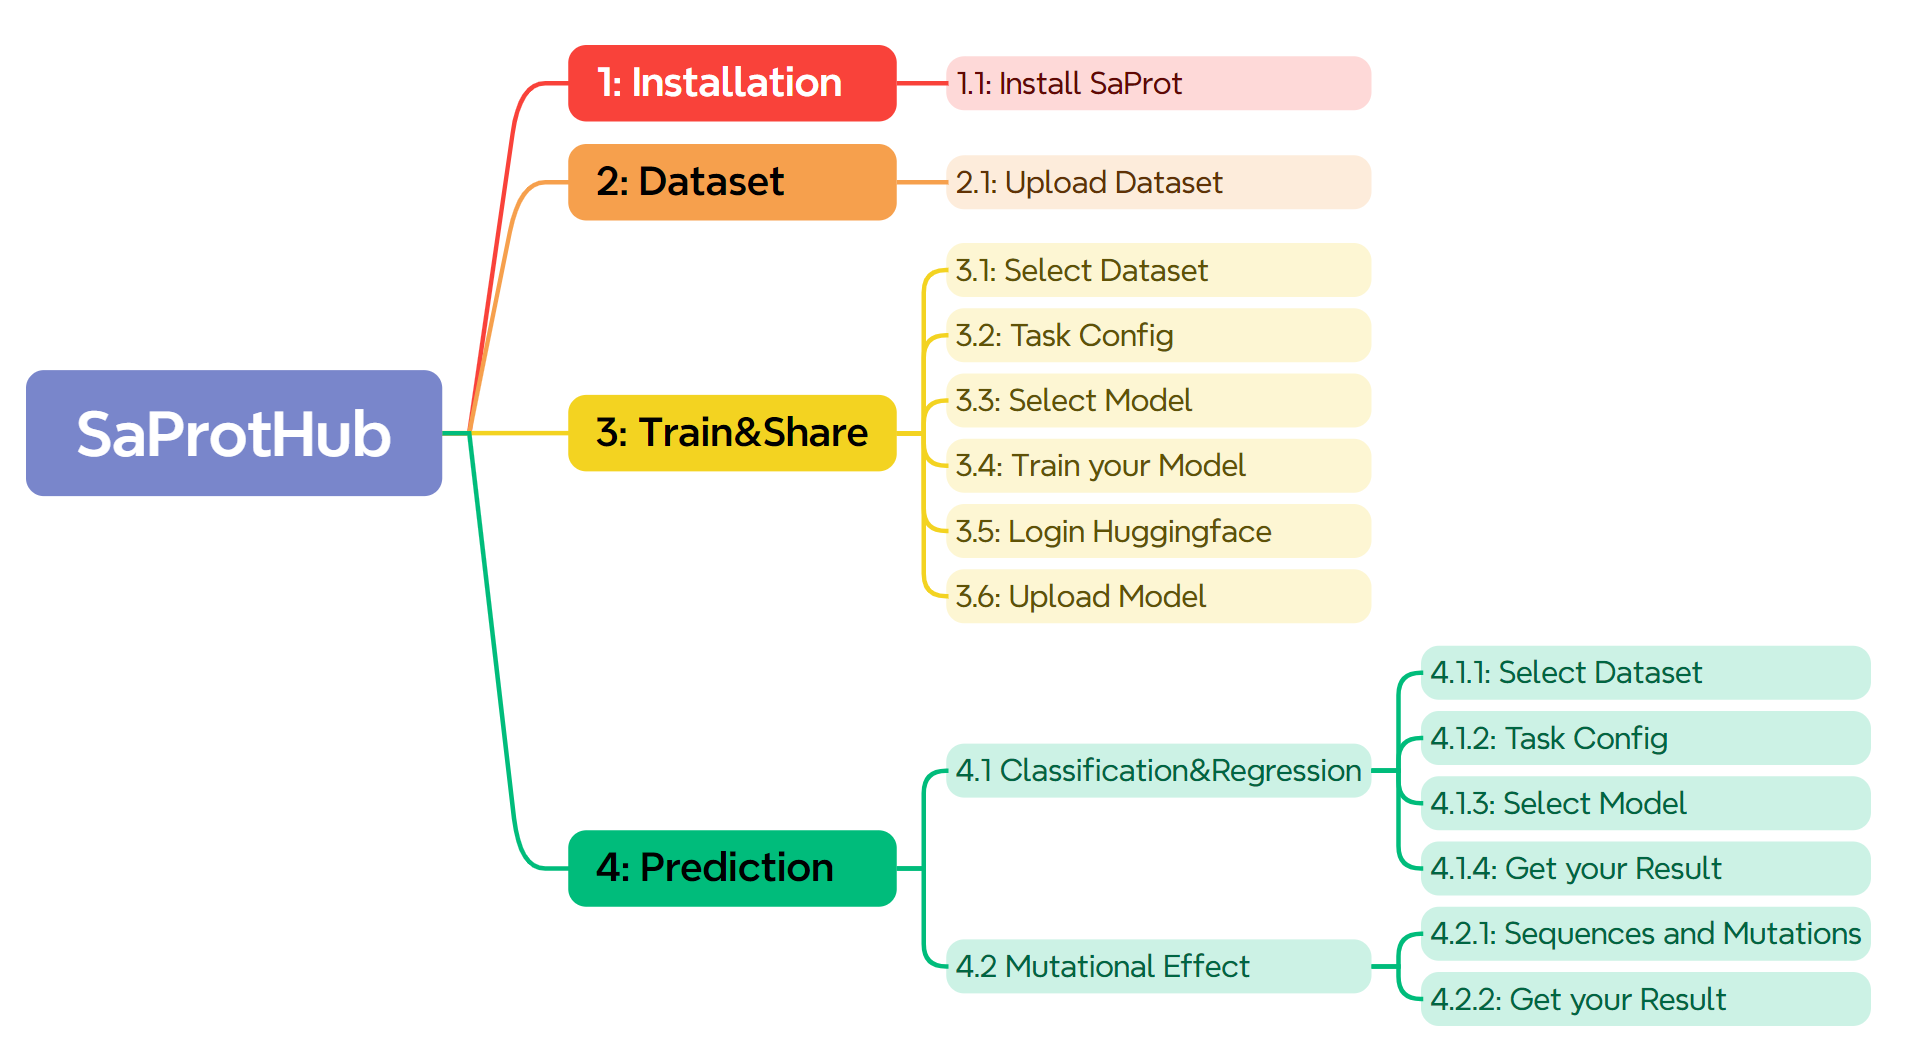 SaProtHub
1: Installation
1.1: Install SaProt
2: Dataset
2.1: Upload Dataset
3: Train&Share
3.1: Select Dataset
3.2: Task Config
3.3: Select Model
3.4: Train your Model
3.5: Login Huggingface
3.6: Upload Model
4: Prediction
4.1 Classification&Regression
4.1.1: Select Dataset
4.1.2: Task Config
4.1.3: Select Model
4.1.4: Get your Result
4.2 Mutational Effect
4.2.1: Sequences and Mutations
4.2.2: Get your Result